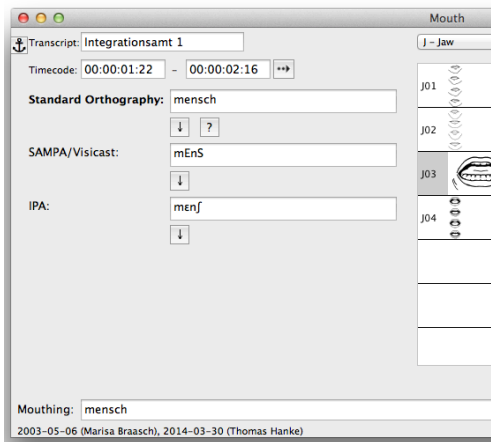 Mouth
Transcript: Integrationsamt 1
J – Jaw
Timecode: 00:00:01:22 - 00:00:02:16
Standard Orthography: mensch
J01
↓ ?
J02
SAMPA/Visicast: mEnS
↓
J03
IPA: mɛnʃ
J04
↓
Mouthing: mensch
2003-05-06 (Marisa Braasch), 2014-03-30 (Thomas Hanke)